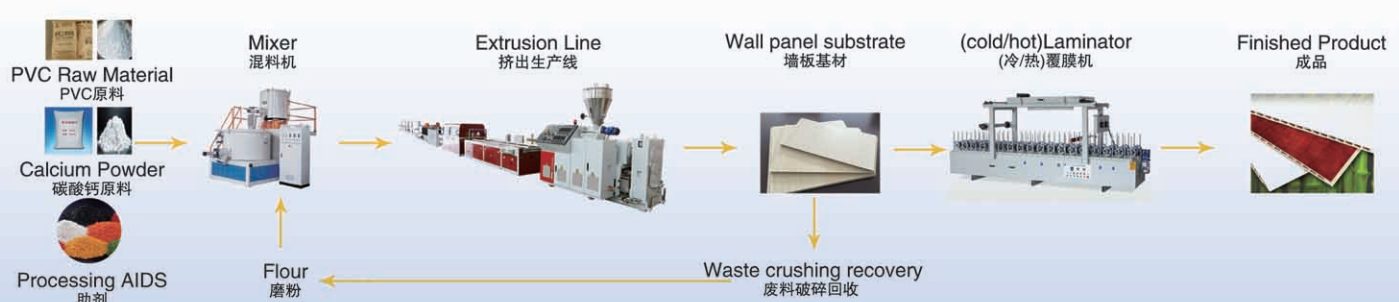 PVC Raw Material
PVC原料
Calcium Powder
碳酸钙原料
Processing AIDS
助剂
Mixer
混料机
Flour
磨粉
Extrusion Line
挤出生产线
Wall panel substrate
墙板基材
Waste crushing recovery
废料破碎回收
(cold/hot)Laminator
(冷/热)覆膜机
Finished Product
成品